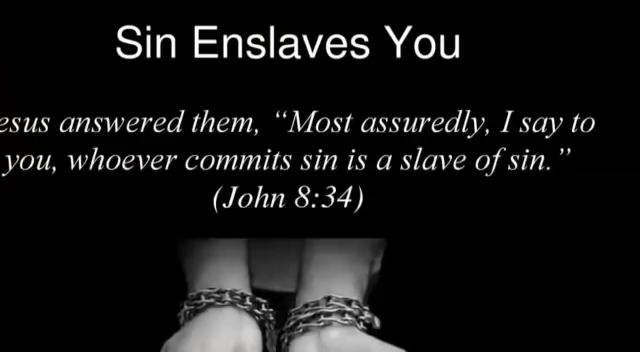 Sin Enslaves You
esus answered them, “Most assuredly, I say to
you, whoever commits sin is a slave of sin.”
(John 8:34)